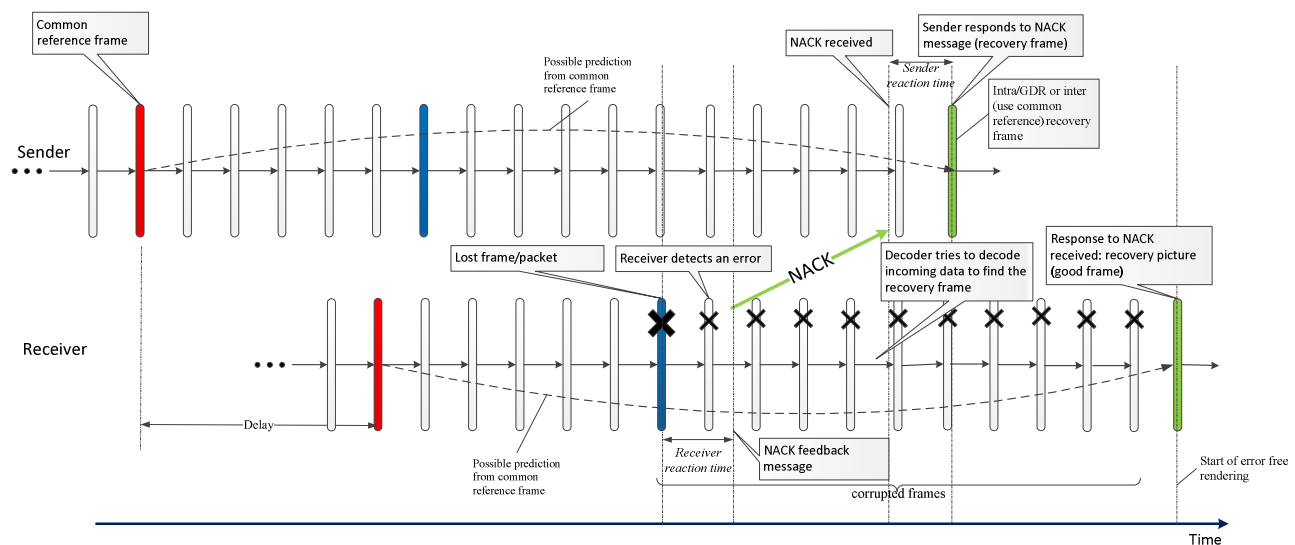 Common
reference frame
NACK received
Sender responds to NACK
message (recovery frame)
Sender
reaction time
Possible prediction
from common
reference frame
Intra/GDR or inter
(use common
reference) recovery
frame
Sender
Lost frame/packet
Receiver detects an error
NACK
Decoder tries to decode
incoming data to find the
recovery frame
Response to NACK
received: recovery picture
(good frame)
Receiver
Delay
Possible prediction
from common
reference frame
Receiver
reaction time
NACK feedback
message
corrupted frames
Start of error free
rendering
Time